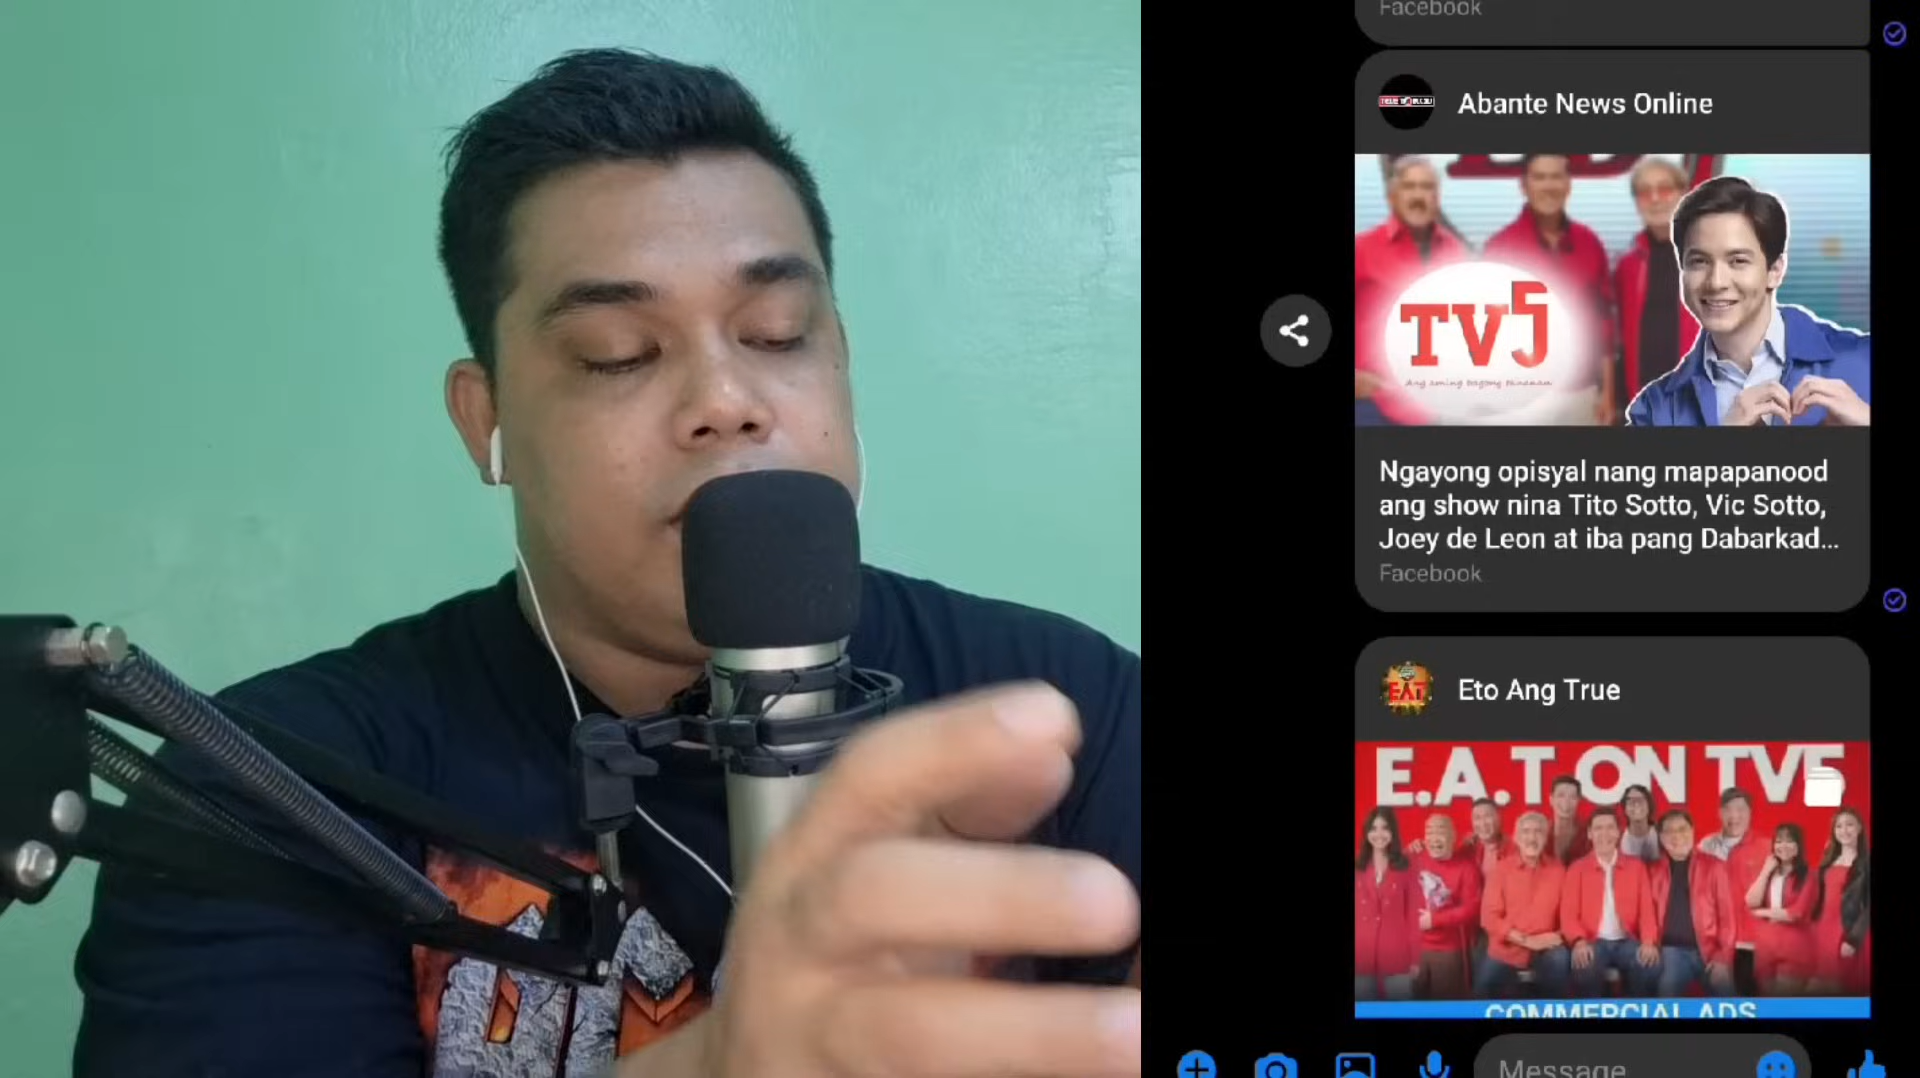 Facebook
Abante News Online
TV5
Ngayong opisyal nang mapapanood
ang show nina Tito Sotto, Vic Sotto,
Joey de Leon at iba pang Dabarkad...
Facebook
Eto Ang True
EAT
E.A.T ON TV5
COMMERCIAL ADS
Message